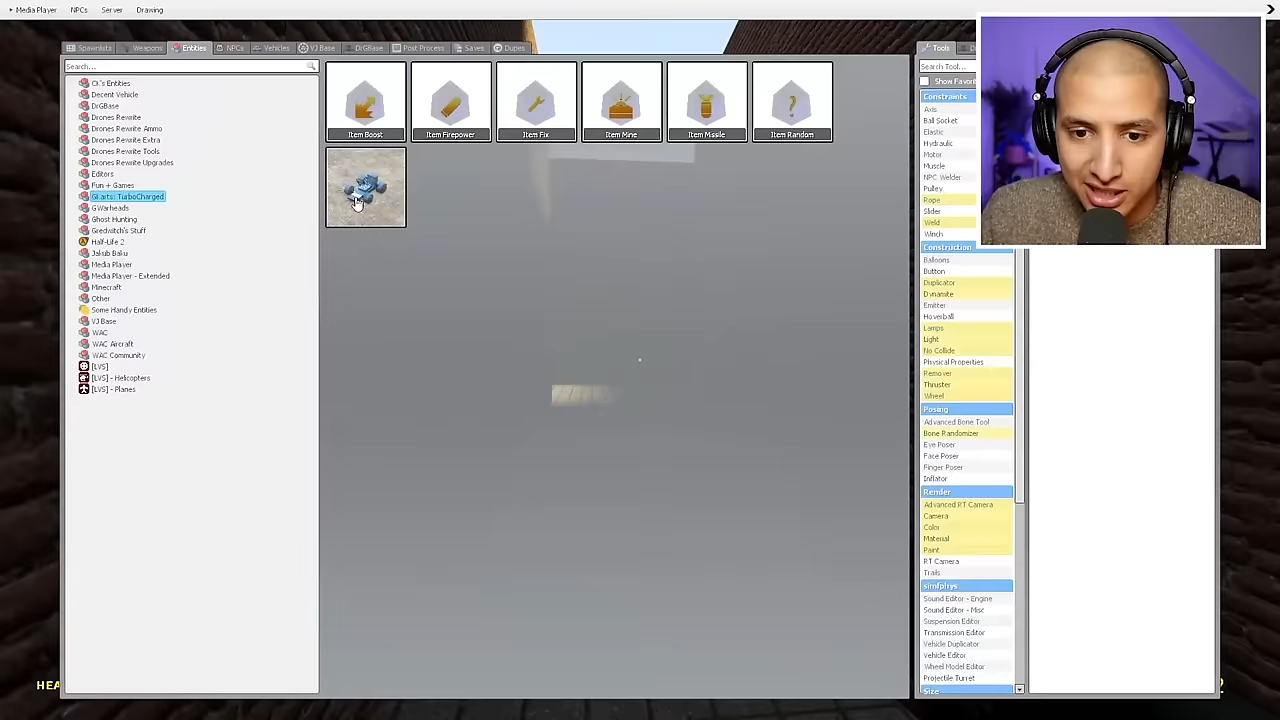 Media Player NPCs Server Drawing
Spawnlists Weapons Entities NPCs Vehicles VJ Base DrGBase Post Process Saves Dupes
Search...
CK's Entities
Decent Vehicle
DrGBase
Drones Rewrite
Drones Rewrite Ammo
Drones Rewrite Extra
Drones Rewrite Tools
Drones Rewrite Upgrades
Editors
Fun + Games
GKarts: TurboCharged
GWarheads
Ghost Hunting
Gredwitch's Stuff
Half-Life 2
Jakub Baku
Media Player
Media Player - Extended
Minecraft
Other
Some Handy Entities
VJ Base
WAC
WAC Aircraft
WAC Community
[LVS]
[LVS] - Helicopters
[LVS] - Planes
Item Boost
Item Firepower
Item Fix
Item Mine
Item Missile
Item Random
Tools
Search Tool...
Show Favori
Constraints
Axis
Ball Socket
Elastic
Hydraulic
Motor
Muscle
NPC Welder
Pulley
Rope
Slider
Weld
Winch
Construction
Balloons
Button
Duplicator
Dynamite
Emitter
Hoverball
Lamps
Light
No Collide
Physical Properties
Remover
Thruster
Wheel
Posing
Advanced Bone Tool
Bone Randomizer
Eye Poser
Face Poser
Finger Poser
Inflator
Render
Advanced RT Camera
Camera
Color
Material
Paint
RT Camera
Trails
simfphys
Sound Editor - Engine
Sound Editor - Misc
Suspension Editor
Transmission Editor
Vehicle Duplicator
Vehicle Editor
Wheel Model Editor
Projectile Turret
Size
HEA